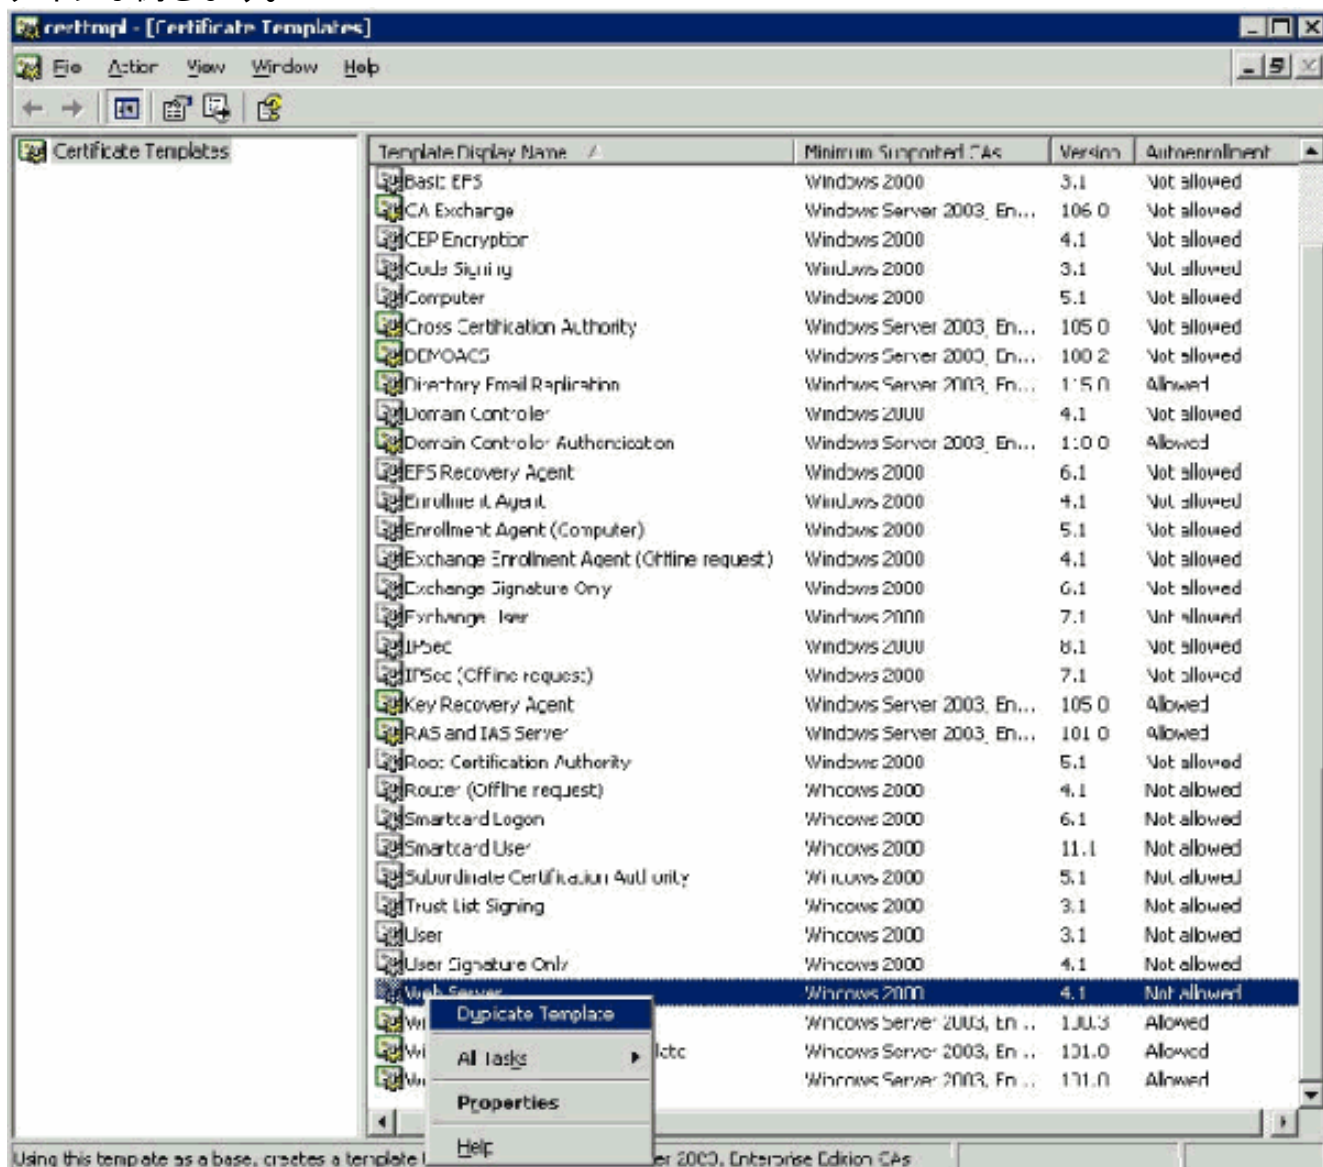 certtmpl - [Certificate Templates]
File Action View Window Help
Certificate Templates
Template Display Name Minimum Supported CAs Version Autoenrollment
Basic EFS Windows 2000 3.1 Not allowed
CA Exchange Windows Server 2003, En... 106.0 Not allowed
CEP Encryption Windows 2000 4.1 Not allowed
Code Signing Windows 2000 3.1 Not allowed
Computer Windows 2000 5.1 Not allowed
Cross Certification Authority Windows Server 2003, En... 105.0 Not allowed
DEMOACS Windows Server 2003, En... 100.2 Not allowed
Directory Email Replication Windows Server 2003, En... 115.0 Allowed
Domain Controller Windows 2000 4.1 Not allowed
Domain Controller Authentication Windows Server 2003, En... 110.0 Allowed
EFS Recovery Agent Windows 2000 6.1 Not allowed
Enrollment Agent Windows 2000 4.1 Not allowed
Enrollment Agent (Computer) Windows 2000 5.1 Not allowed
Exchange Enrollment Agent (Offline request) Windows 2000 4.1 Not allowed
Exchange Signature Only Windows 2000 6.1 Not allowed
Exchange User Windows 2000 7.1 Not allowed
IPSec Windows 2000 8.1 Not allowed
IPSec (Offline request) Windows 2000 7.1 Not allowed
Key Recovery Agent Windows Server 2003, En... 105.0 Allowed
RAS and IAS Server Windows Server 2003, En... 101.0 Allowed
Root Certification Authority Windows 2000 5.1 Not allowed
Router (Offline request) Windows 2000 4.1 Not allowed
Smartcard Logon Windows 2000 6.1 Not allowed
Smartcard User Windows 2000 11.1 Not allowed
Subordinate Certification Authority Windows 2000 5.1 Not allowed
Trust List Signing Windows 2000 3.1 Not allowed
User Windows 2000 3.1 Not allowed
User Signature Only Windows 2000 4.1 Not allowed
Web Server Windows 2000 4.1 Not allowed
Windows Server 2003, En... 100.3 Allowed
Windows Server 2003, En... 101.0 Allowed
Windows Server 2003, En... 101.0 Allowed
Duplicate Template
All Tasks
Properties
Help
Using this template as a base, creates a template er 2003, Enterprise Edition CAs